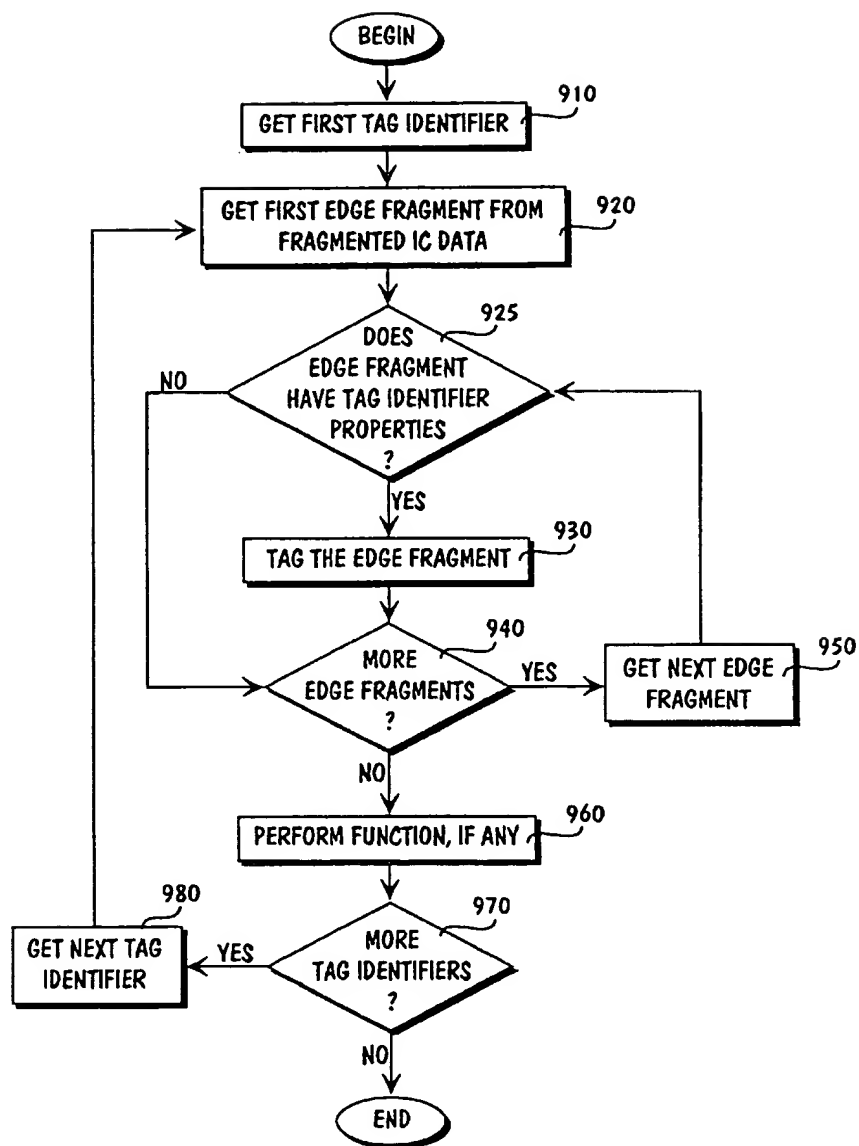 BEGIN
910
GET FIRST TAG IDENTIFIER
GET FIRST EDGE FRAGMENT FROM
FRAGMENTED IC DATA
920
925
DOES
EDGE FRAGMENT
HAVE TAG IDENTIFIER
PROPERTIES
?
NO
YES
TAG THE EDGE FRAGMENT
930
940
MORE
EDGE FRAGMENTS
?
YES
GET NEXT EDGE
FRAGMENT
950
NO
PERFORM FUNCTION, IF ANY
960
970
MORE
TAG IDENTIFIERS
?
YES
980
GET NEXT TAG
IDENTIFIER
NO
END